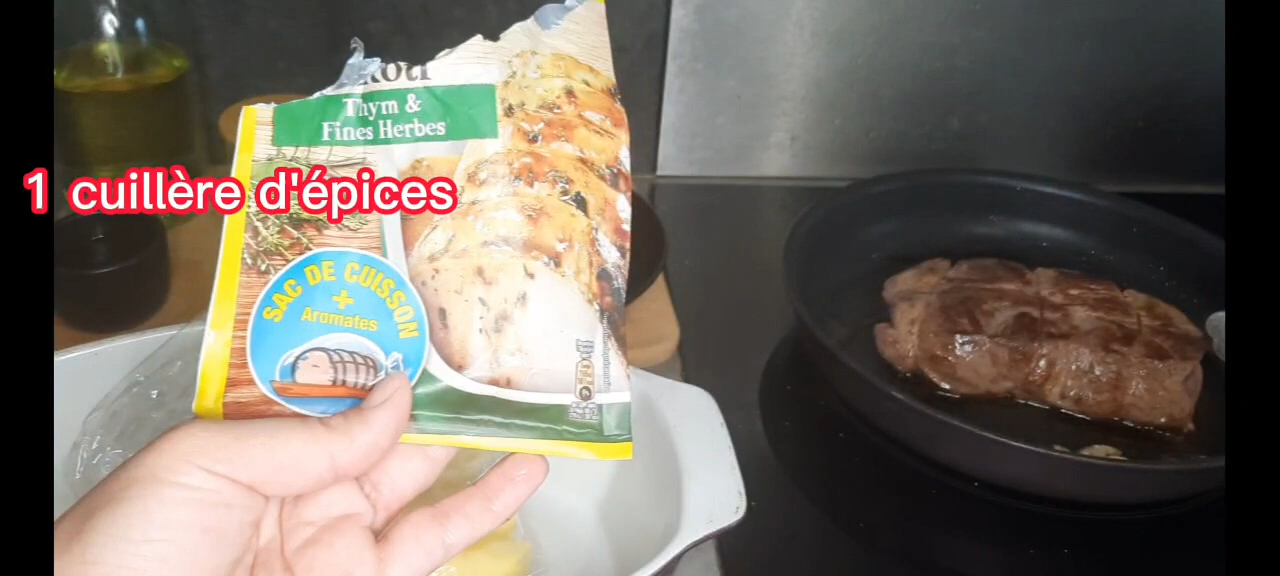 Thym &
Fines Herbes
1 cuillère d'épices
SAC DE CUISSON
+
Aromates